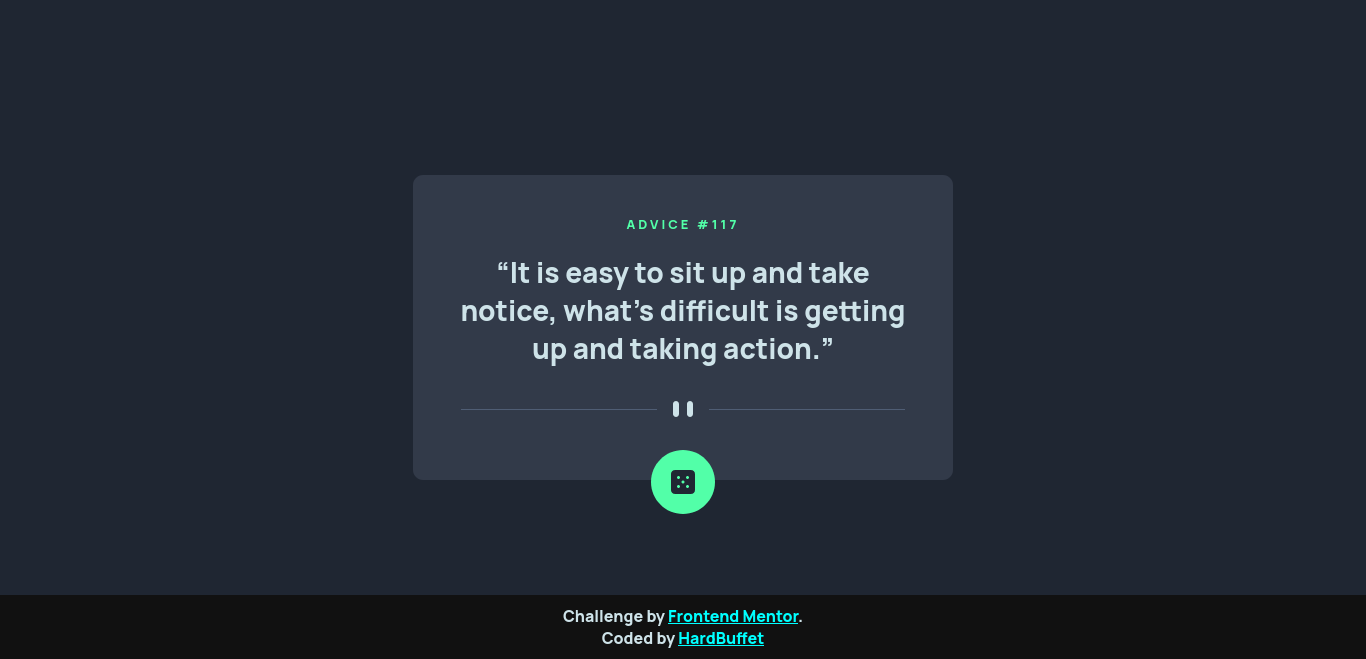 ADVICE #117
“It is easy to sit up and take
notice, what’s difficult is getting
up and taking action.”
Challenge by Frontend Mentor.
Coded by HardBuffet